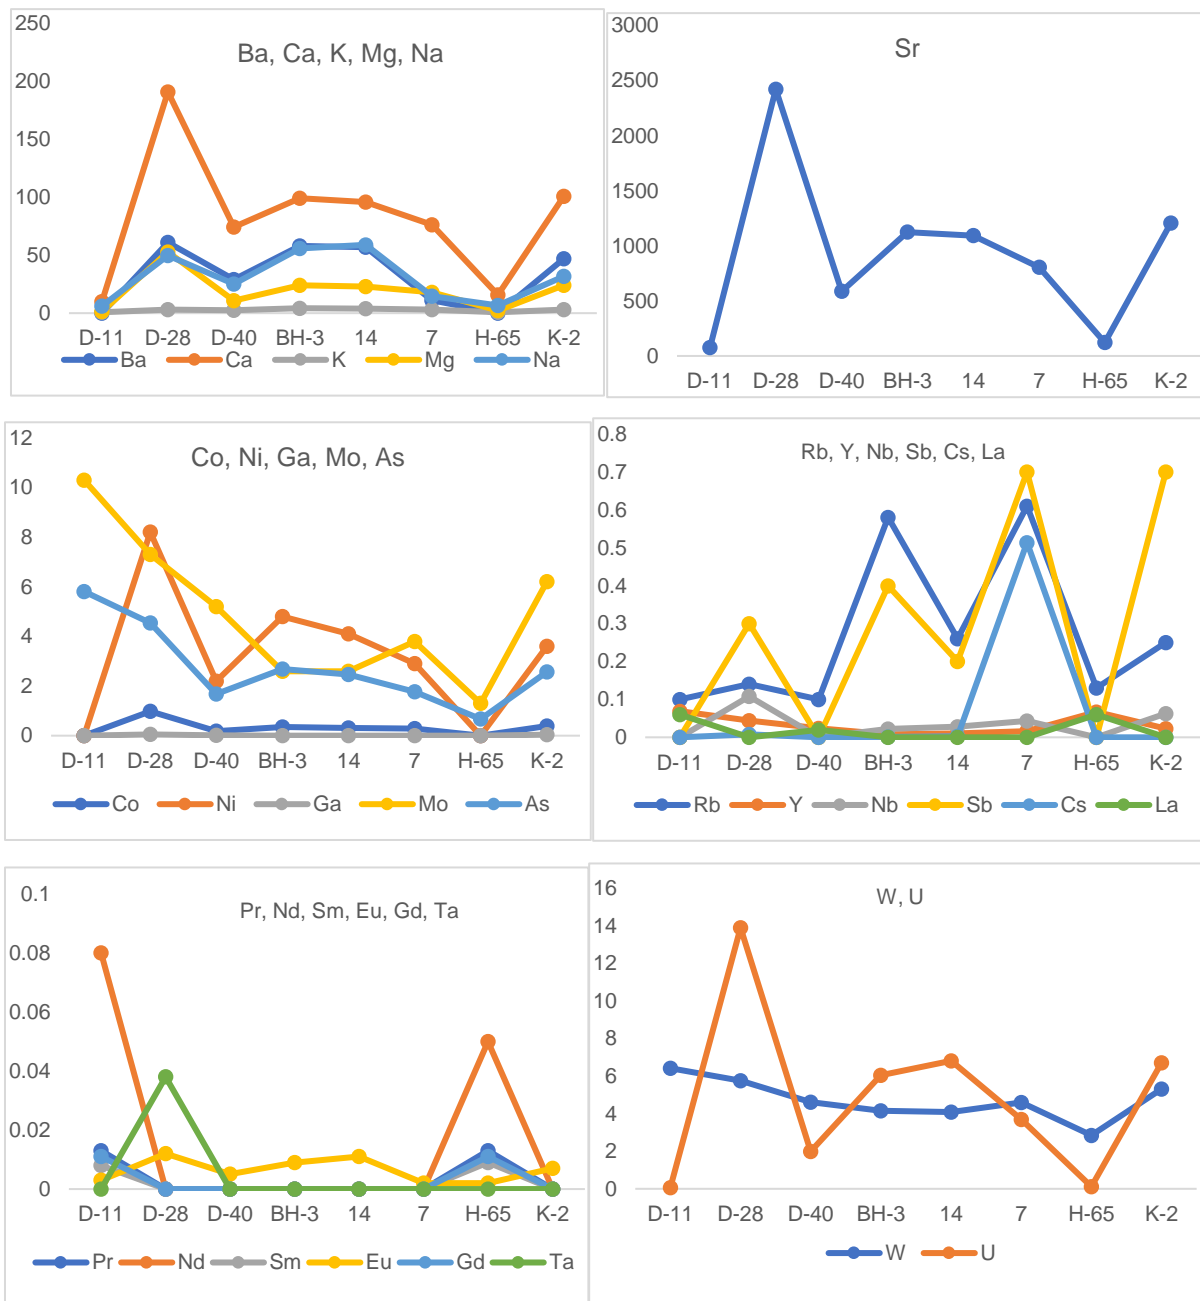 Ba, Ca, K, Mg, Na
250
200
150
100
50
0
D-11 D-28 D-40 BH-3 14 7 H-65 K-2
Ba Ca K Mg Na
Sr
3000
2500
2000
1500
1000
500
0
D-11 D-28 D-40 BH-3 14 7 H-65 K-2
Co, Ni, Ga, Mo, As
12
10
8
6
4
2
0
D-11 D-28 D-40 BH-3 14 7 H-65 K-2
Co Ni Ga Mo As
Rb, Y, Nb, Sb, Cs, La
0.8
0.7
0.6
0.5
0.4
0.3
0.2
0.1
0
D-11 D-28 D-40 BH-3 14 7 H-65 K-2
Rb Y Nb Sb Cs La
Pr, Nd, Sm, Eu, Gd, Ta
0.1
0.08
0.06
0.04
0.02
0
D-11 D-28 D-40 BH-3 14 7 H-65 K-2
Pr Nd Sm Eu Gd Ta
W, U
16
14
12
10
8
6
4
2
0
D-11 D-28 D-40 BH-3 14 7 H-65 K-2
W U